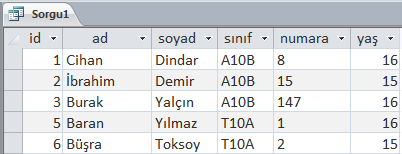 Sorgu1
id ad soyad sınıf numara yaş
1 Cihan Dindar A10B 8 16
2 İbrahim Demir A10B 15 15
3 Burak Yalçın A10B 147 16
5 Baran Yılmaz T10A 1 16
6 Büşra Toksoy T10A 2 15